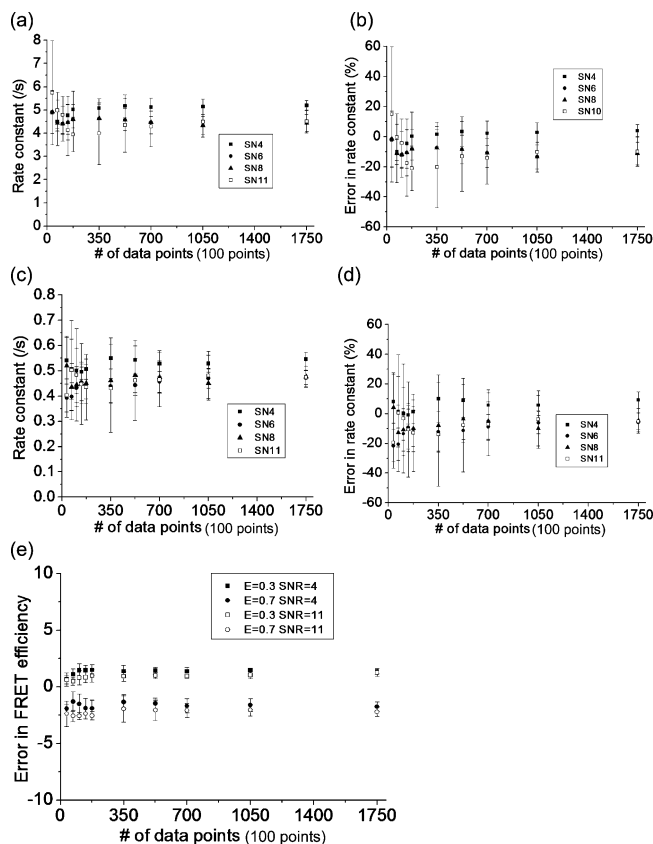 (a)
8
7
6
5
4
3
2
1
0
Rate constant (/s)
SN4
SN6
SN8
SN11
0 350 700 1050 1400 1750
# of data points (100 points)
(b)
60
40
20
0
-20
-40
-60
Error in rate constant (%)
SN4
SN6
SN8
SN10
0 350 700 1050 1400 1750
# of data points (100 points)
(c)
0.8
0.7
0.6
0.5
0.4
0.3
0.2
0.1
0.0
Rate constant (/s)
SN4
SN6
SN8
SN11
0 350 700 1050 1400 1750
# of data points (100 points)
(d)
60
40
20
0
-20
-40
-60
Error in rate constant (%)
SN4
SN6
SN8
SN11
0 350 700 1050 1400 1750
# of data points (100 points)
(e)
10
5
0
-5
-10
Error in FRET efficiency
E=0.3 SNR=4
E=0.7 SNR=4
E=0.3 SNR=11
E=0.7 SNR=11
0 350 700 1050 1400 1750
# of data points (100 points)